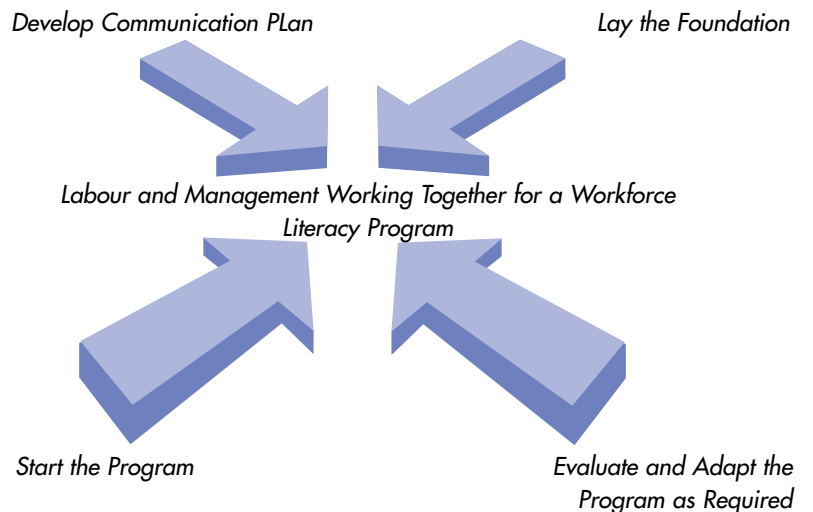 Develop Communication PLan
Lay the Foundation
Labour and Management Working Together for a Workforce
Literacy Program
Start the Program
Evaluate and Adapt the
Program as Required